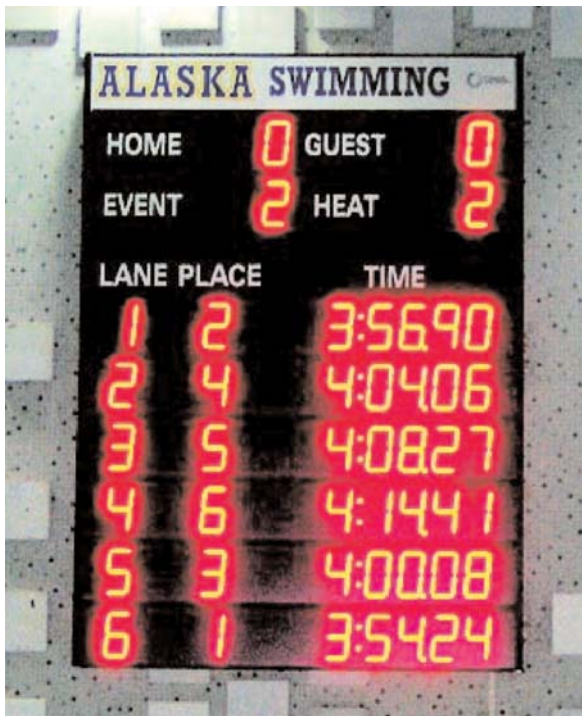 ALASKA SWIMMING
HOME 0 GUEST 0
EVENT 2 HEAT 2
LANE PLACE TIME
1 2 3:56.90
2 4 4:04.06
3 5 4:08.27
4 6 4:14.41
5 3 4:00.08
6 1 3:54.24